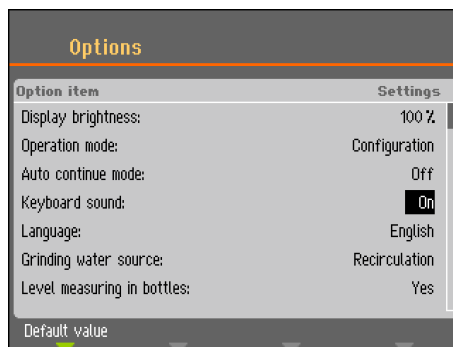 Options
Option item Settings
Display brightness: 100 %
Operation mode: Configuration
Auto continue mode: Off
Keyboard sound: On
Language: English
Grinding water source: Recirculation
Level measuring in bottles: Yes
Default value